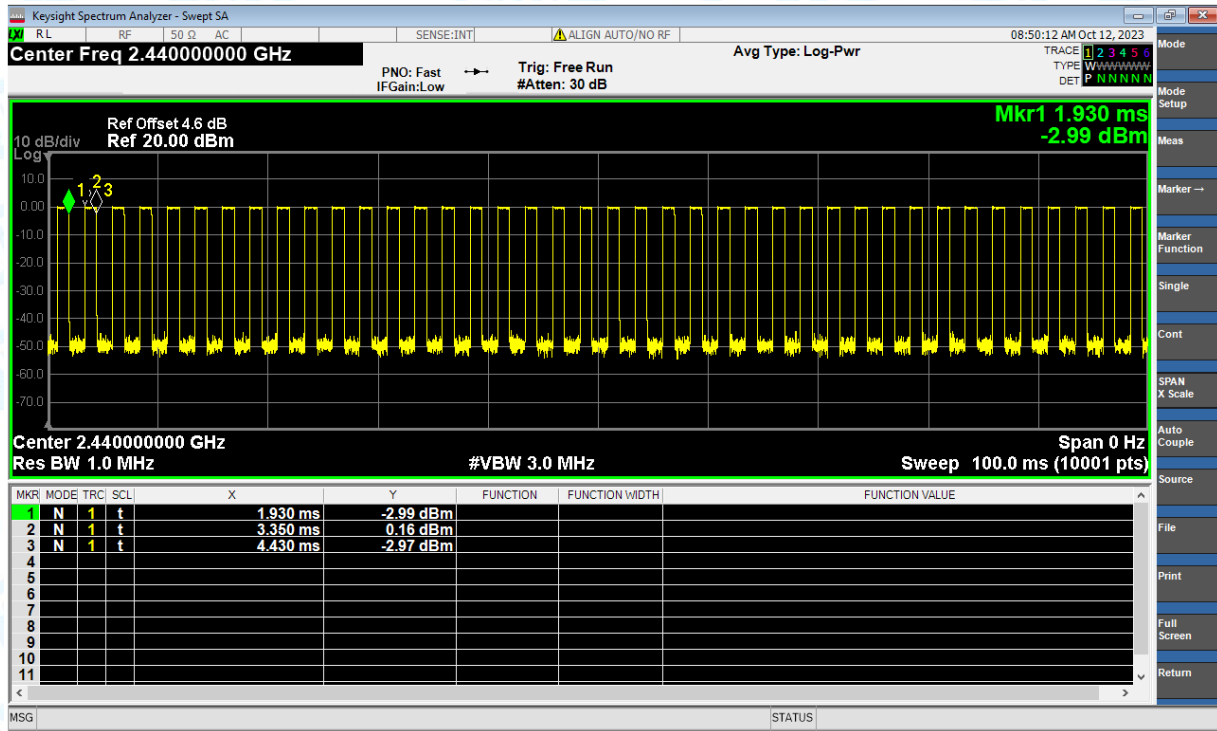 Keysight Spectrum Analyzer - Swept SA
LXI RL RF 50 Ω AC SENSE:INT ALIGN AUTO/NO RF 08:50:12 AM Oct 12, 2023
Center Freq 2.440000000 GHz
PNO: Fast
IFGain:Low
Trig: Free Run
#Atten: 30 dB
Avg Type: Log-Pwr
TRACE 1 2 3 4 5 6
TYPE WWWWWW
DET P N N N N N
Ref Offset 4.6 dB
10 dB/div Ref 20.00 dBm
Log
Mkr1 1.930 ms
-2.99 dBm
10.0
0.00
-10.0
-20.0
-30.0
-40.0
-50.0
-60.0
-70.0
1 2 3
Center 2.440000000 GHz Span 0 Hz
Res BW 1.0 MHz #VBW 3.0 MHz Sweep 100.0 ms (10001 pts)
MKR MODE TRC SCL X Y FUNCTION FUNCTION WIDTH FUNCTION VALUE
1 N 1 t 1.930 ms -2.99 dBm
2 N 1 t 3.350 ms 0.16 dBm
3 N 1 t 4.430 ms -2.97 dBm
4
5
6
7
8
9
10
11
MSG STATUS
Mode
Mode
Setup
Meas
Marker →
Marker
Function
Single
Cont
SPAN
X Scale
Auto
Couple
Source
File
Print
Full
Screen
Return